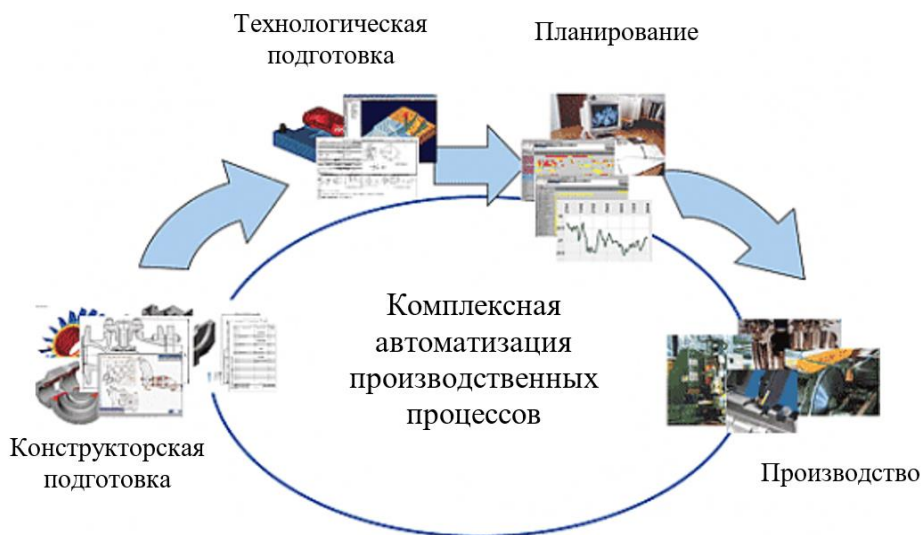 Технологическая
подготовка
Планирование
Комплексная
автоматизация
производственных
процессов
Конструкторская
подготовка
Производство